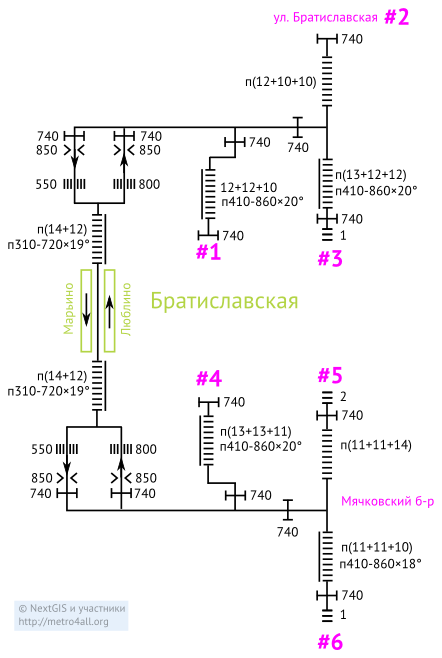 ул. Братиславская #2
740
п(12+10+10)
740 740
850 850
740
740
550 800
12+12+10
п410-860×20°
п(13+12+12)
п410-860×20°
740
740
1
#1
#3
п(14+12)
п310-720×19°
Марьино
Люблино
Братиславская
п(14+12)
п310-720×19°
#4
#5
740
2
740
п(13+13+11)
п410-860×20°
п(11+11+14)
550 800
850 850
740 740
740
Мячковский б-р
740
п(11+11+10)
п410-860×18°
740
1
#6
© NextGIS и участники
http://metro4all.org